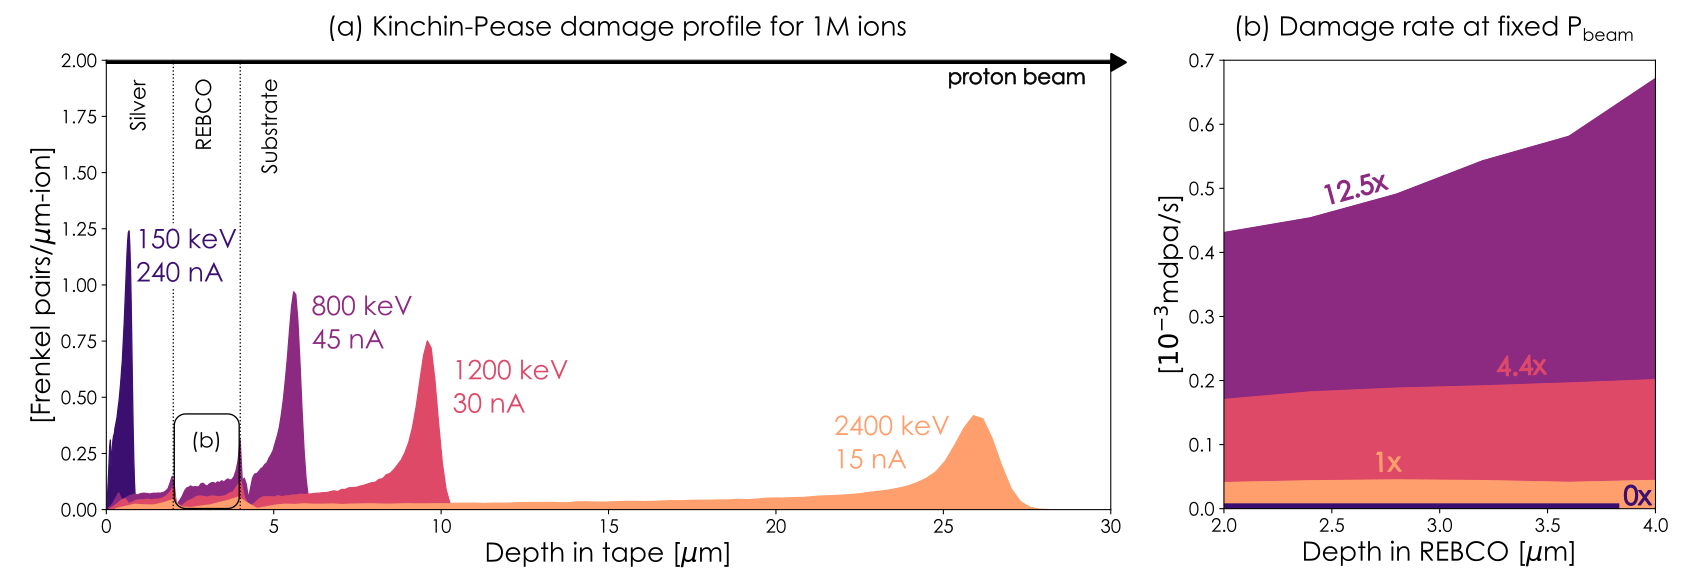 (a) Kinchin-Pease damage profile for 1M ions
[Frenkel pairs/μm-ion]
2.00
1.75
1.50
1.25
1.00
0.75
0.50
0.25
0.00
Silver
REBCO
Substrate
proton beam
150 keV
240 nA
800 keV
45 nA
1200 keV
30 nA
2400 keV
15 nA
(b)
0
5
10
15
20
25
30
Depth in tape [μm]
(b) Damage rate at fixed P_beam
[10⁻³mdpa/s]
0.7
0.6
0.5
0.4
0.3
0.2
0.1
0.0
12.5x
4.4x
1x
0x
2.0
2.5
3.0
3.5
4.0
Depth in REBCO [μm]